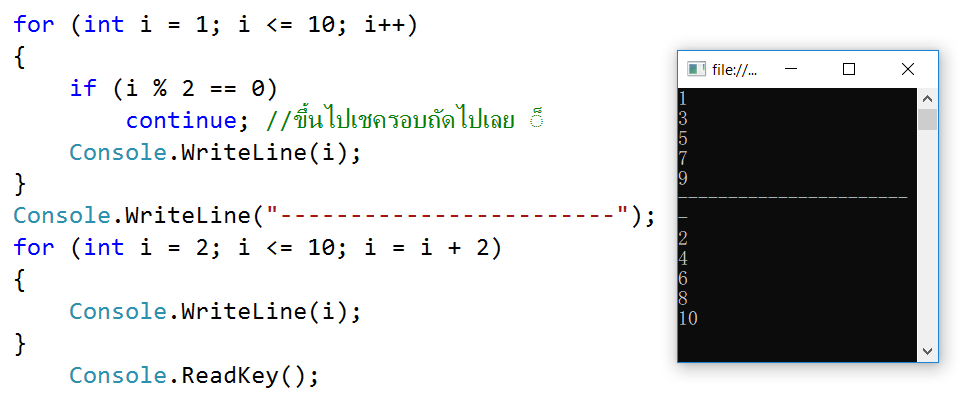 for (int i = 1; i <= 10; i++)
{
    if (i % 2 == 0)
        continue; //ขึ้นไปเชครอบถัดไปเลย ็
    Console.WriteLine(i);
}
Console.WriteLine("------------------------");
for (int i = 2; i <= 10; i = i + 2)
{
    Console.WriteLine(i);
}
    Console.ReadKey();
file://...
1
3
5
7
9
-----------------------
-
2
4
6
8
10